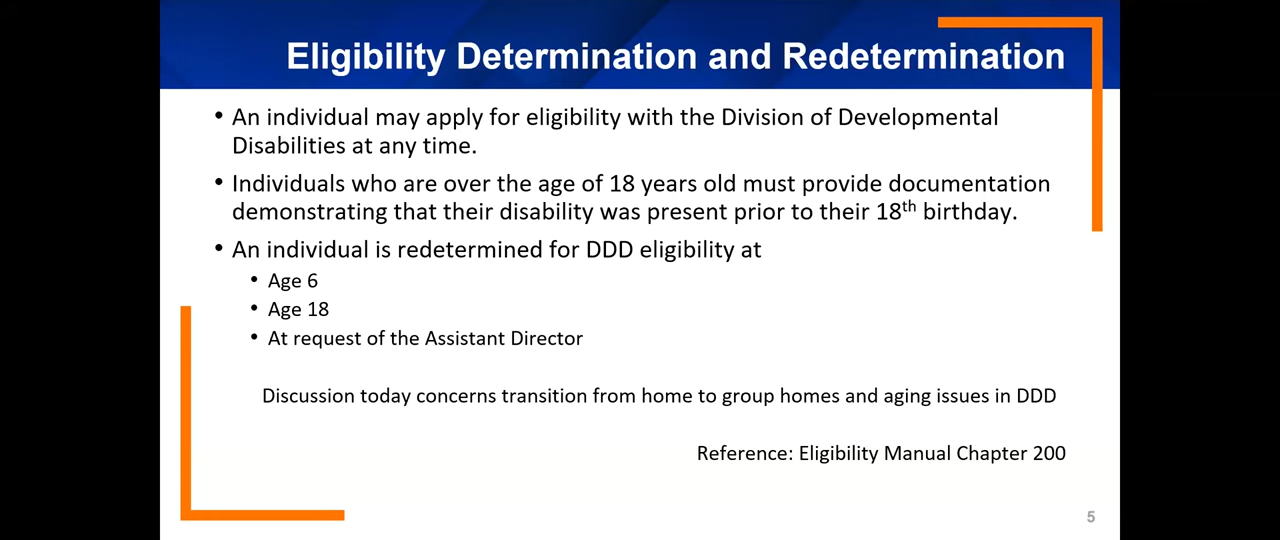 Eligibility Determination and Redetermination
• An individual may apply for eligibility with the Division of Developmental
Disabilities at any time.
• Individuals who are over the age of 18 years old must provide documentation
demonstrating that their disability was present prior to their 18th birthday.
• An individual is redetermined for DDD eligibility at
• Age 6
• Age 18
• At request of the Assistant Director
Discussion today concerns transition from home to group homes and aging issues in DDD
Reference: Eligibility Manual Chapter 200
5